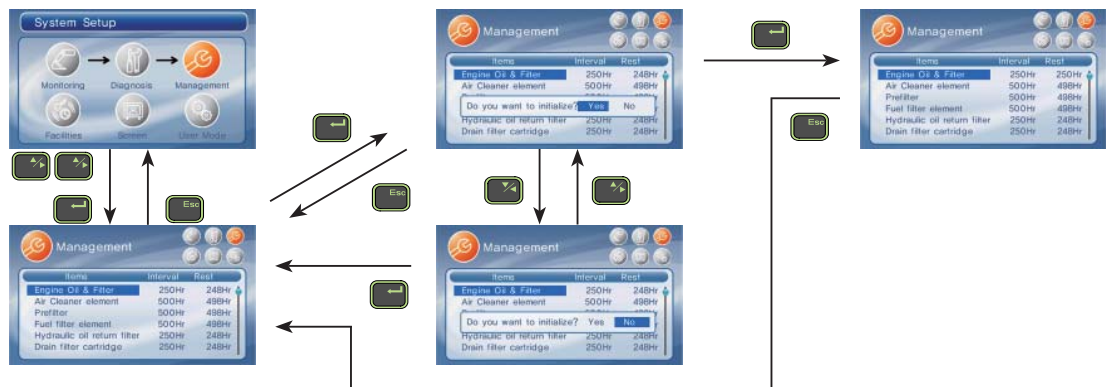 System Setup
Monitoring Diagnosis Management
Facilities Screen User Mode
Esc
Management
Items Interval Rest
Engine Oil & Filter 250Hr 248Hr
Air Cleaner element 500Hr 498Hr
Prefilter 500Hr 498Hr
Fuel filter element 500Hr 498Hr
Hydraulic oil return filter 250Hr 248Hr
Drain filter cartridge 250Hr 248Hr
Esc
Management
Items Interval Rest
Engine Oil & Filter 250Hr 248Hr
Air Cleaner element 500Hr 498Hr
Do you want to initialize? Yes No
Hydraulic oil return filter 250Hr 248Hr
Drain filter cartridge 250Hr 248Hr
Management
Items Interval Rest
Engine Oil & Filter 250Hr 248Hr
Air Cleaner element 500Hr 498Hr
Do you want to initialize? Yes No
Hydraulic oil return filter 250Hr 248Hr
Drain filter cartridge 250Hr 248Hr
Management
Items Interval Rest
Engine Oil & Filter 250Hr 250Hr
Air Cleaner element 500Hr 498Hr
Prefilter 500Hr 498Hr
Fuel filter element 500Hr 498Hr
Hydraulic oil return filter 250Hr 248Hr
Drain filter cartridge 250Hr 248Hr
Esc